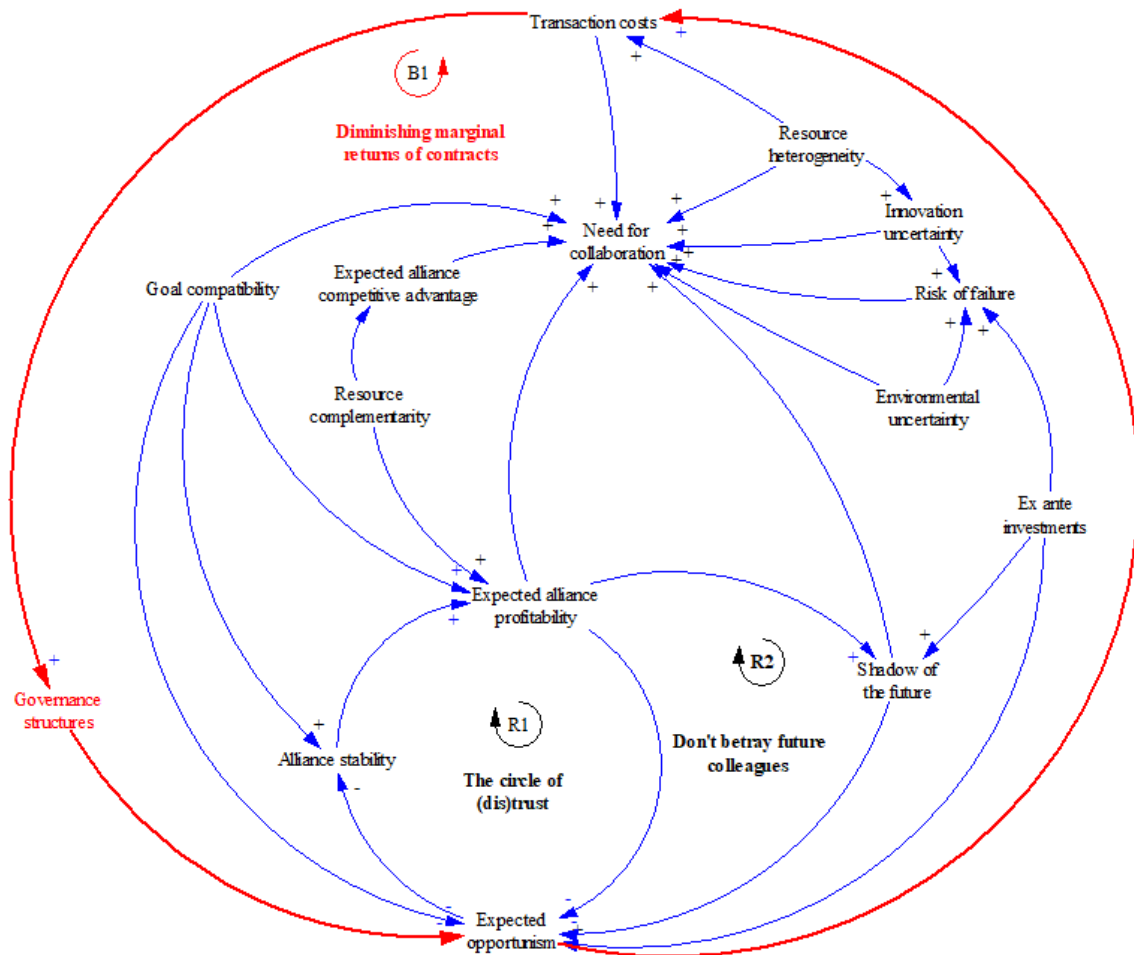 Transaction costs
+
+
B1
Diminishing marginal
returns of contracts
Resource
heterogeneity
+
+
+
+
+
Innovation
uncertainty
Need for
collaboration
+
+
+
+
+
+
Goal compatibility
Expected alliance
competitive advantage
Risk of failure
+
+
Resource
complementarity
Environmental
uncertainty
Ex ante
investments
+
+
+
Expected alliance
profitability
+
+
+
R2
Shadow of
the future
Governance
structures
R1
+
Alliance stability
-
Don't betray future
colleagues
The circle of
(dis)trust
-
-
-
-
+
Expected
opportunism